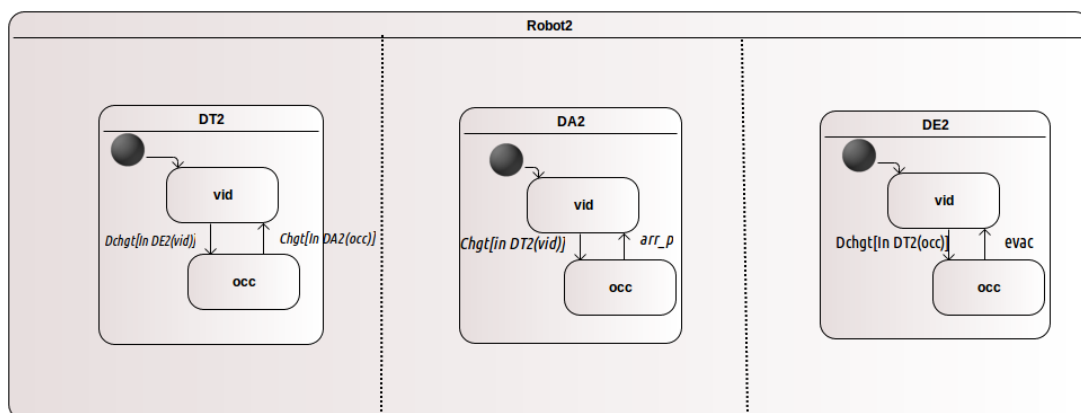 Robot2
DT2
vid
Dchgt[In DE2(vid)]
Chgt[In DA2(occ)]
occ
DA2
vid
Chgt[in DT2(vid)]
arr_p
occ
DE2
vid
Dchgt[In DT2(occ)]
evac
occ